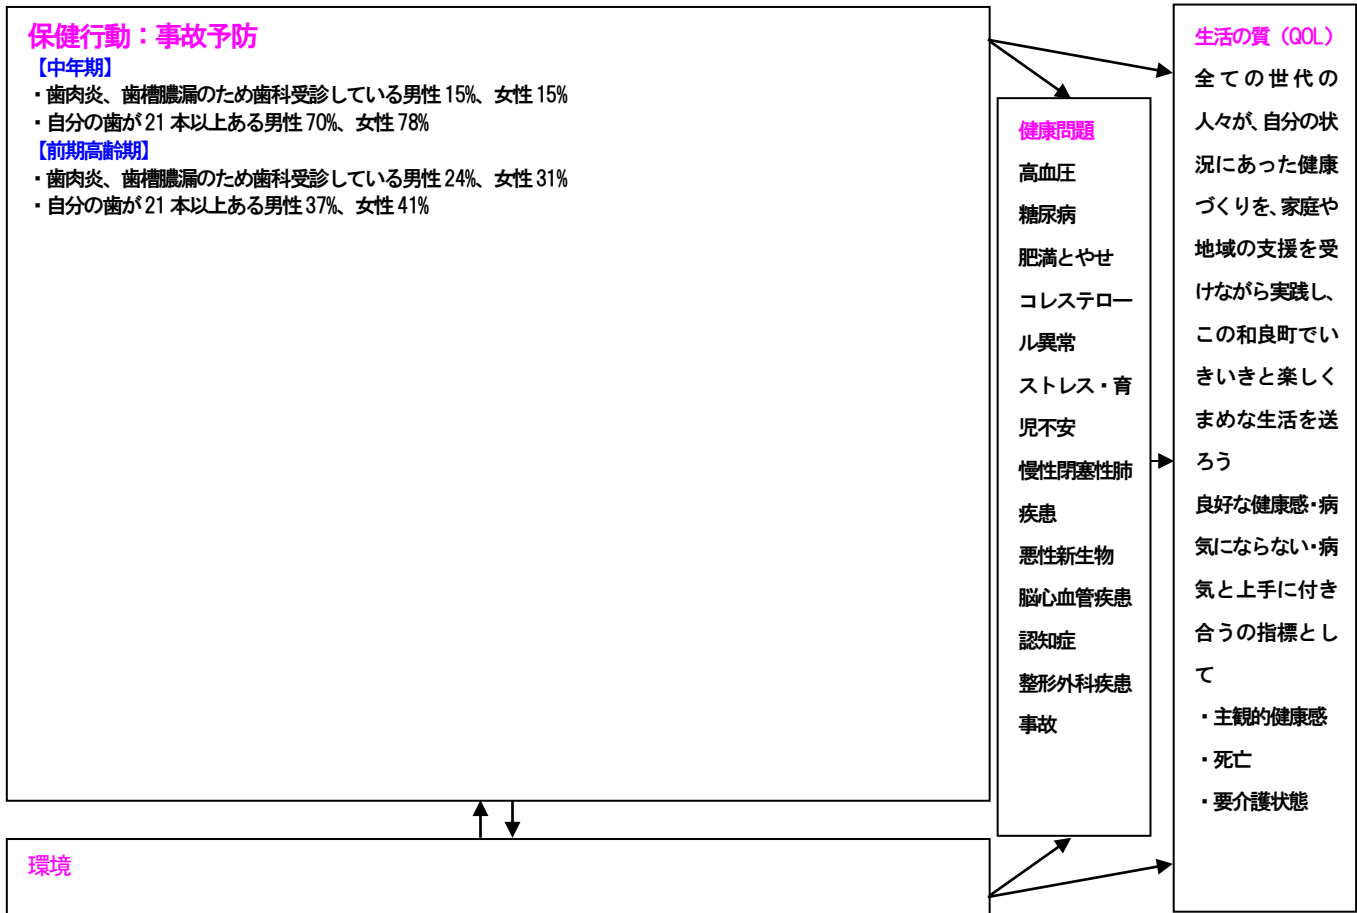 保健行動：事故予防
【中年期】
・歯肉炎、歯槽膿漏のため歯科受診している男性15%、女性15%
・自分の歯が21本以上ある男性70%、女性78%
【前期高齢期】
・歯肉炎、歯槽膿漏のため歯科受診している男性24%、女性31%
・自分の歯が21本以上ある男性37%、女性41%
環境
健康問題
高血圧
糖尿病
肥満とやせ
コレステロー
ル異常
ストレス・育
児不安
慢性閉塞性肺
疾患
悪性新生物
脳心血管疾患
認知症
整形外科疾患
事故
生活の質（QOL）
全ての世代の
人々が、自分の状
況にあった健康
づくりを、家庭や
地域の支援を受
けながら実践し、
この和良町でい
きいきと楽しく
まめな生活を送
ろう
良好な健康感・病
気にならない・病
気と上手に付き
合うの指標とし
て
・主観的健康感
・死亡
・要介護状態